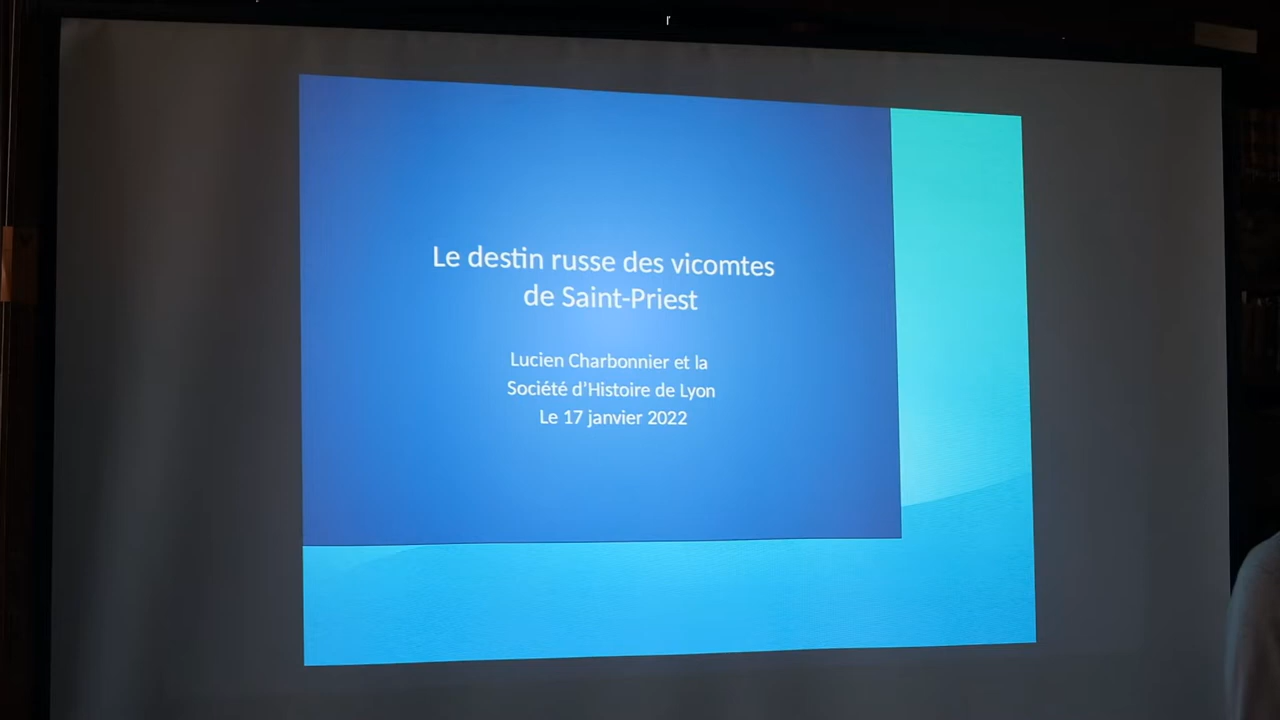 Le destin russe des vicomtes
de Saint-Priest
Lucien Charbonnier et la
Société d'Histoire de Lyon
Le 17 janvier 2022